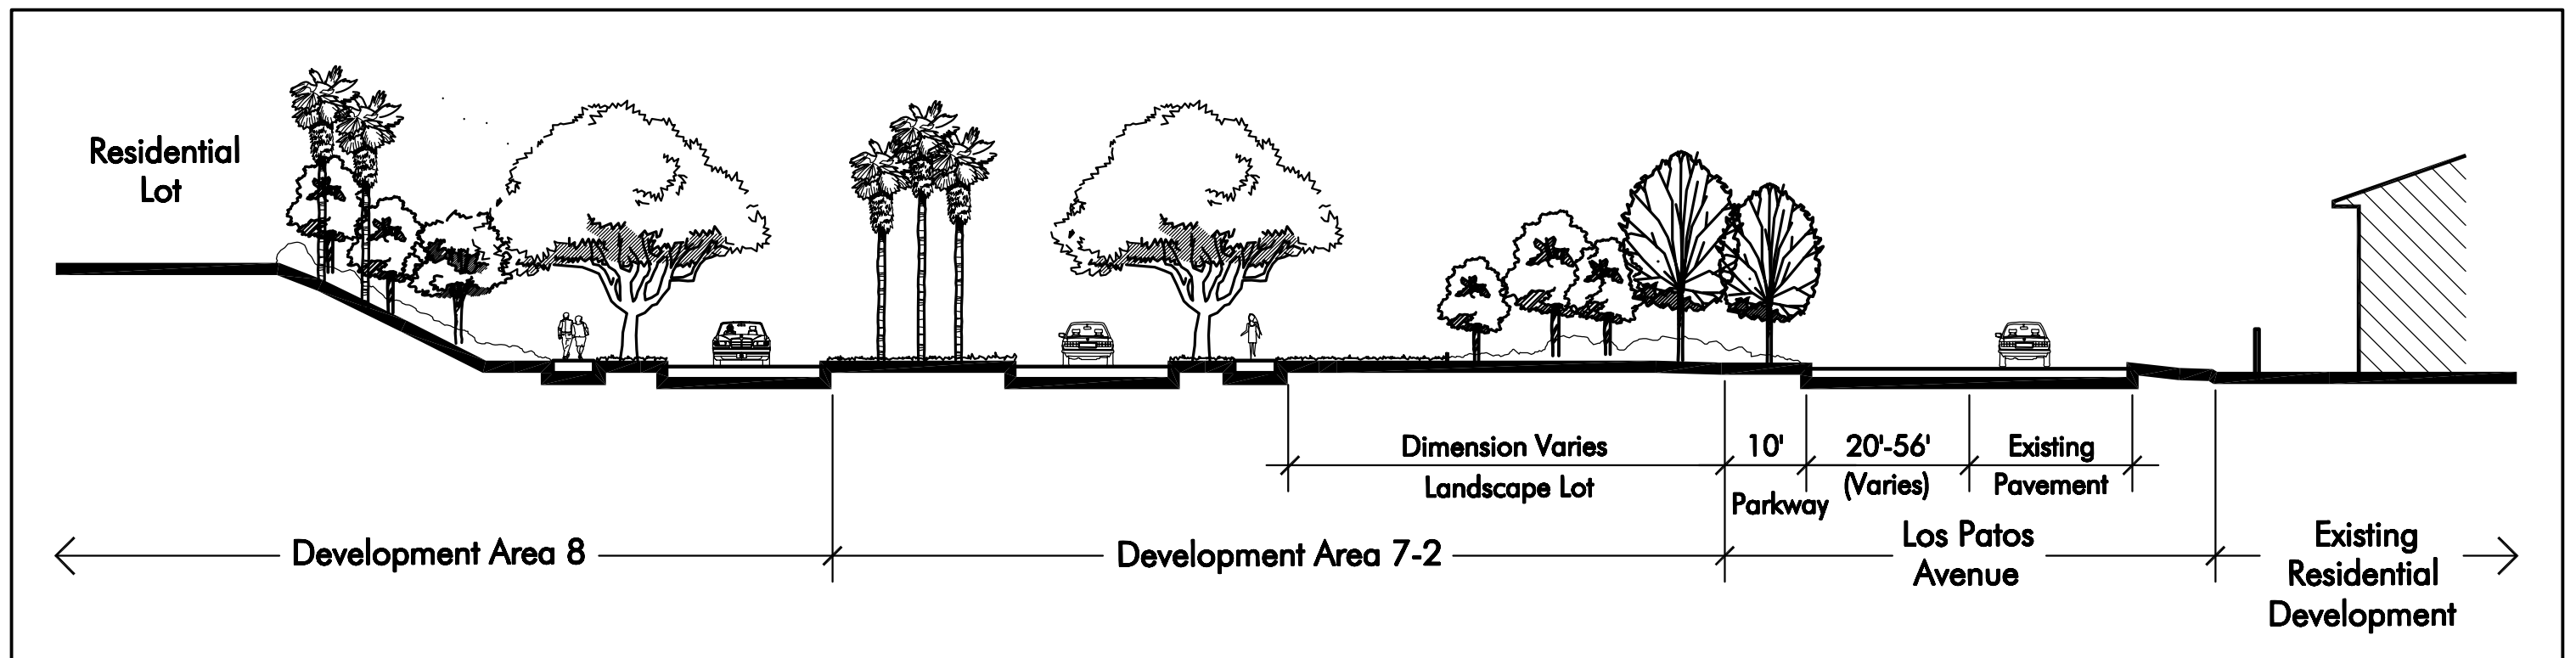 Residential
Lot
Dimension Varies
Landscape Lot
10'
Parkway
20'-56'
(Varies)
Existing
Pavement
Development Area 8
Development Area 7-2
Los Patos
Avenue
Existing
Residential
Development